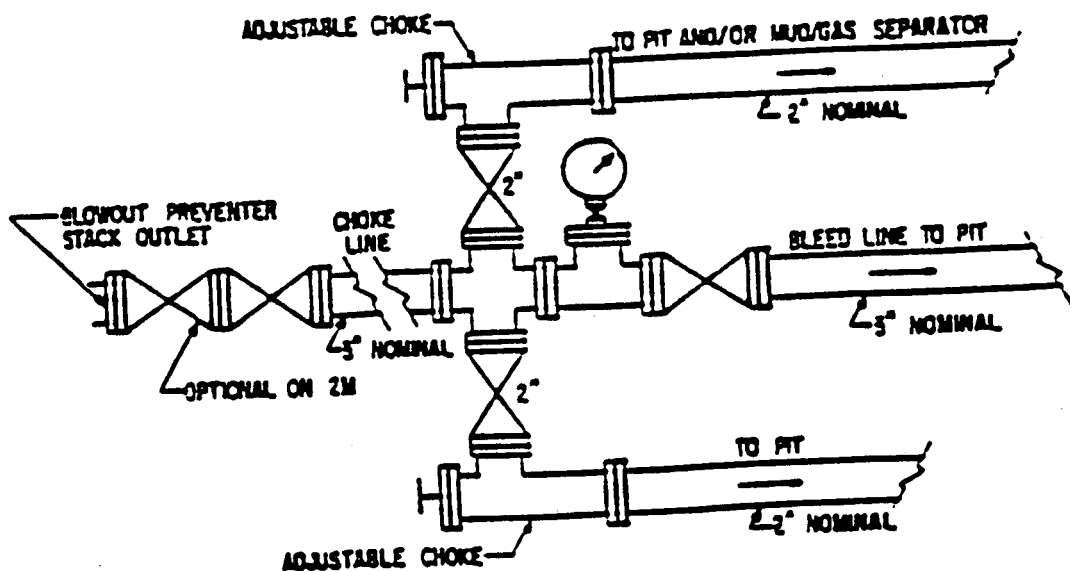 ADJUSTABLE CHOKE
TO PIT AND/OR MUD/GAS SEPARATOR
2" NOMINAL
2"
BLOWOUT PREVENTER
STACK OUTLET
CHOKE
LINE
BLEED LINE TO PIT
3" NOMINAL
3" NOMINAL
OPTIONAL ON 2M
2"
TO PIT
2" NOMINAL
ADJUSTABLE CHOKE